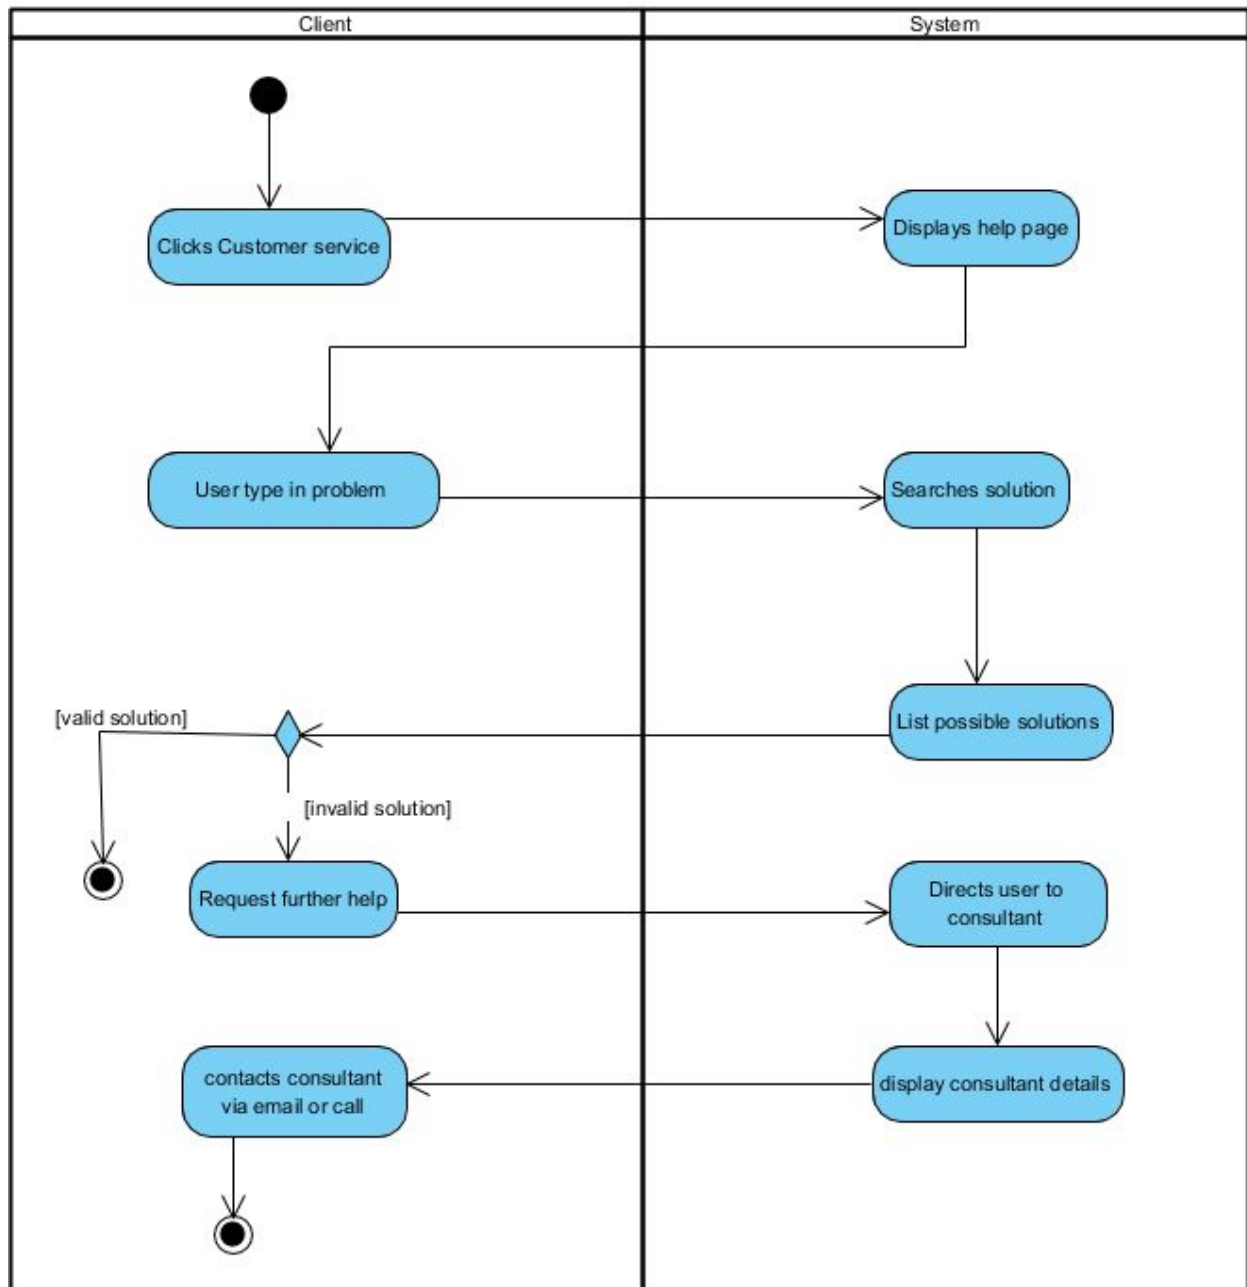 Client
System
Clicks Customer service
Displays help page
User type in problem
Searches solution
List possible solutions
[valid solution]
[invalid solution]
Request further help
Directs user to
consultant
display consultant details
contacts consultant
via email or call